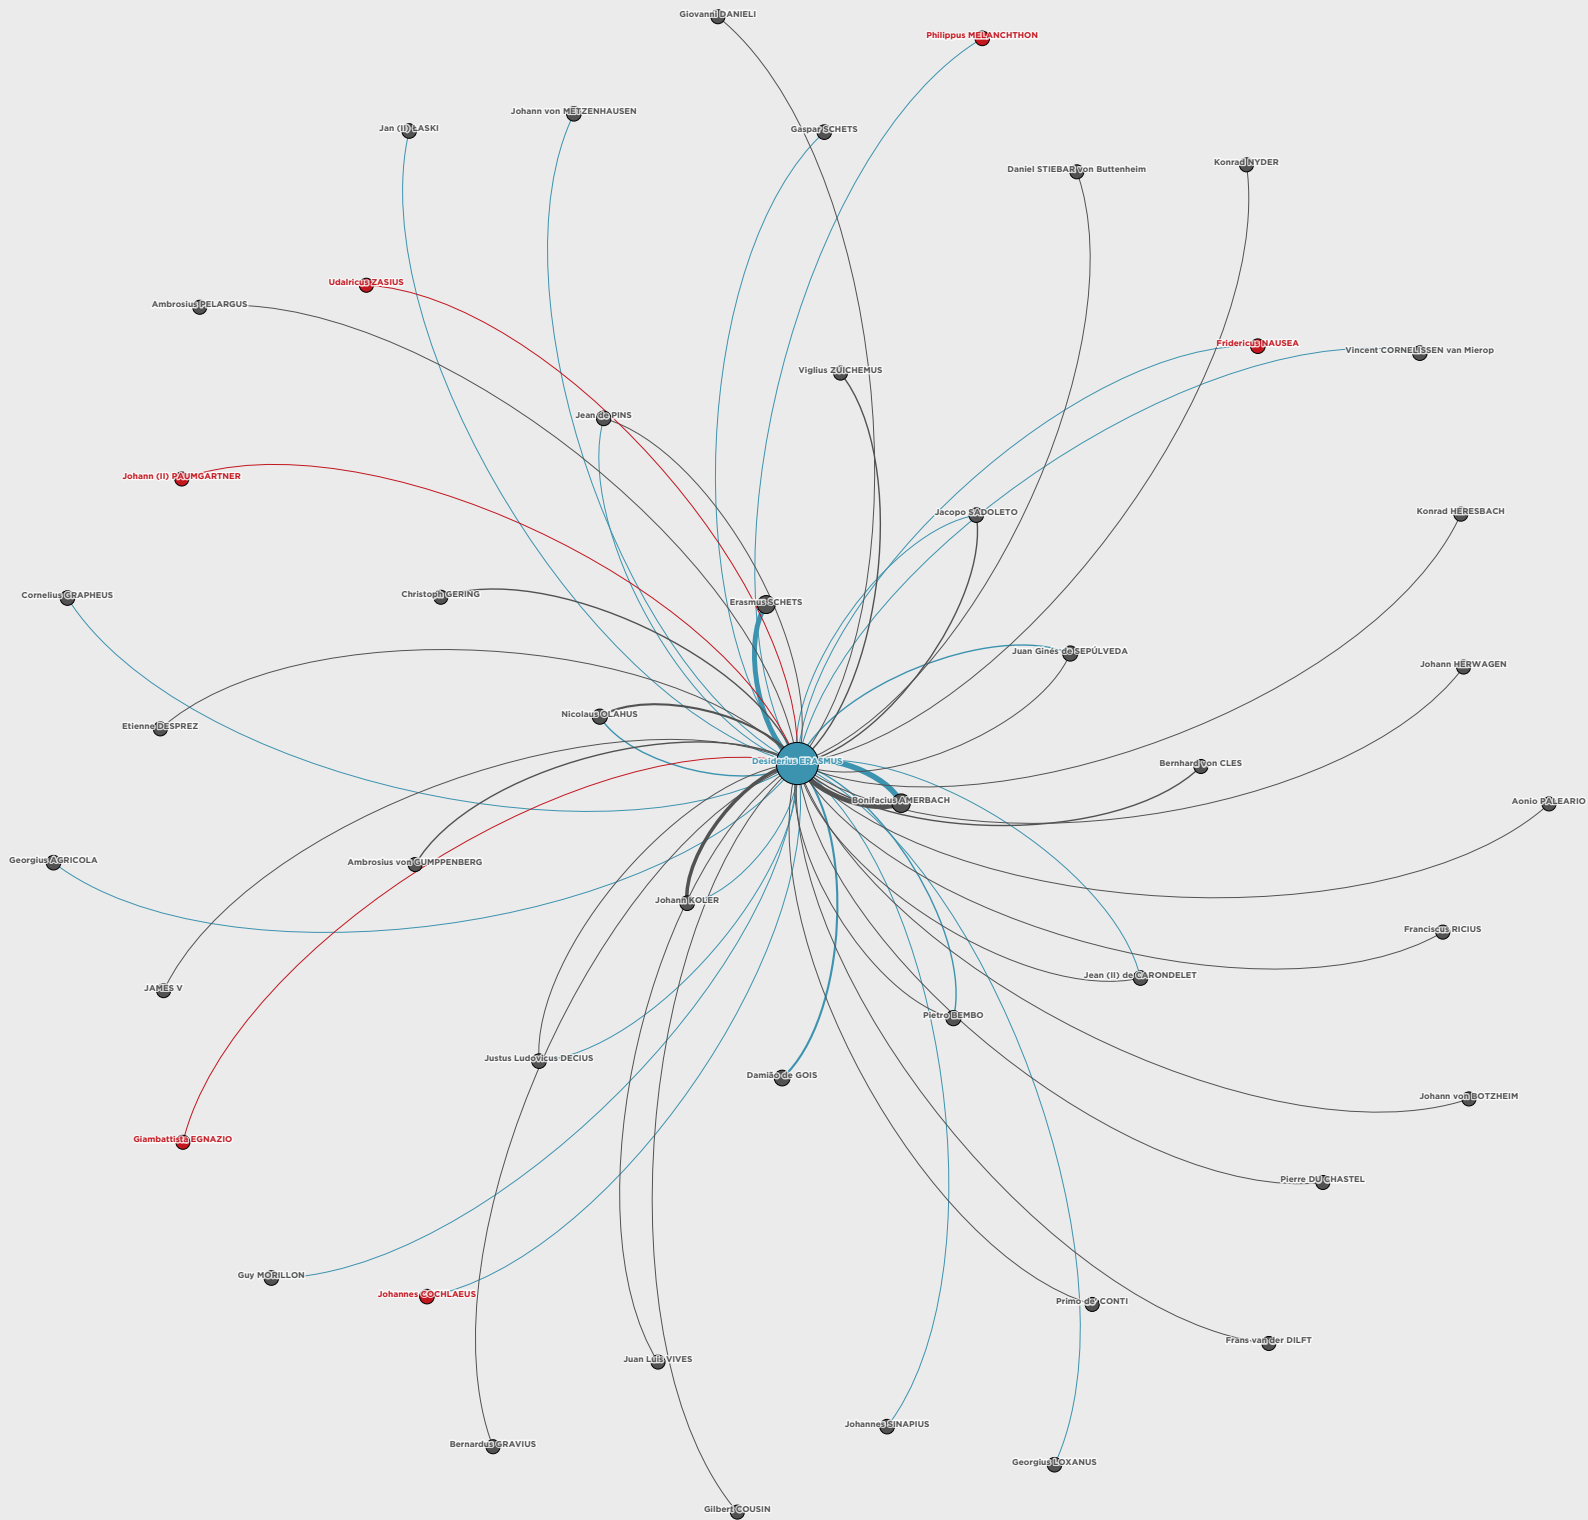 Giovanni DANIELI
Philippus MELANCHTHON
Johann von METZENHAUSEN
Jan (II) ŁASKI
Gaspar SCHETS
Konrad NYDER
Daniel STIEBAR von Buttenheim
Udalricus ZASIUS
Ambrosius PELARGUS
Fridericus NAUSEA
Vincent CORNELISSEN van Mierop
Viglius ZUICHEMUS
Jean de PINS
Johann (II) PAUMGARTNER
Jacopo SADOLETO
Konrad HERESBACH
Cornelius GRAPHEUS
Christoph GERING
Erasmus SCHETS
Juan Ginés de SEPÚLVEDA
Johann HERWAGEN
Nicolaus OLAHUS
Etienne DESPREZ
Desiderius ERASMUS
Bernhard von CLES
Bonifacius AMERBACH
Aonio PALEARIO
Georgius AGRICOLA
Ambrosius von GUMPPENBERG
Johann KOLER
Franciscus RICIUS
Jean (II) de CARONDELET
JAMES V
Pietro BEMBO
Justus Ludovicus DECIUS
Damião de GOIS
Johann von BOTZHEIM
Giambattista EGNAZIO
Pierre DU CHASTEL
Guy MORILLON
Johannes COCHLAEUS
Primo de' CONTI
Frans van der DILFT
Juan Luis VIVES
Johannes SINAPIUS
Bernardus GRAVIUS
Georgius LOXANUS
Gilbert COUSIN